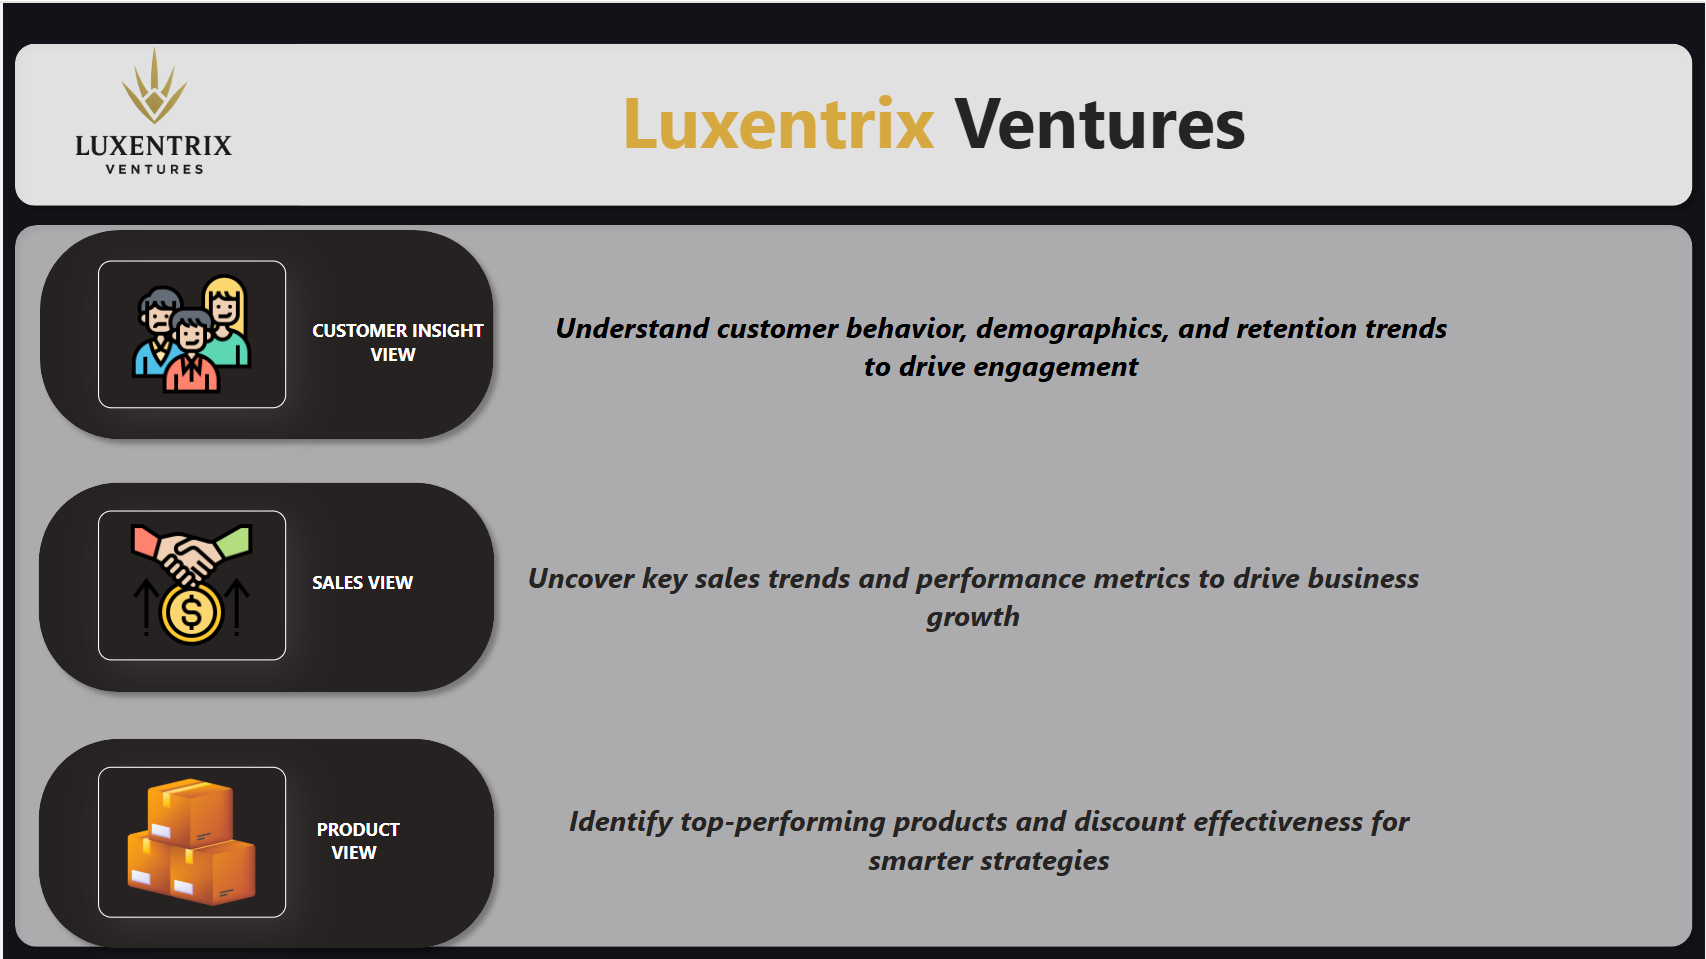 LUXENTRIX
VENTURES
Luxentrix Ventures
CUSTOMER INSIGHT
VIEW
Understand customer behavior, demographics, and retention trends
to drive engagement
SALES VIEW
Uncover key sales trends and performance metrics to drive business
growth
$
PRODUCT
VIEW
Identify top-performing products and discount effectiveness for
smarter strategies